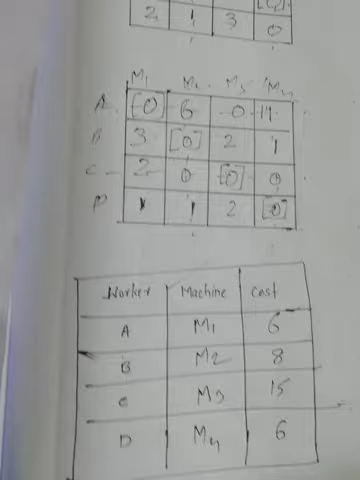 [0]
2 1 3 0
M1 M2 M3 M4
A [0] 6 0 11
B 3 [0] 2 1
C 2 0 [0] 0
D 1 1 2 [0]
Worker Machine Cost
A M1 6
B M2 8
C M3 15
D M4 6